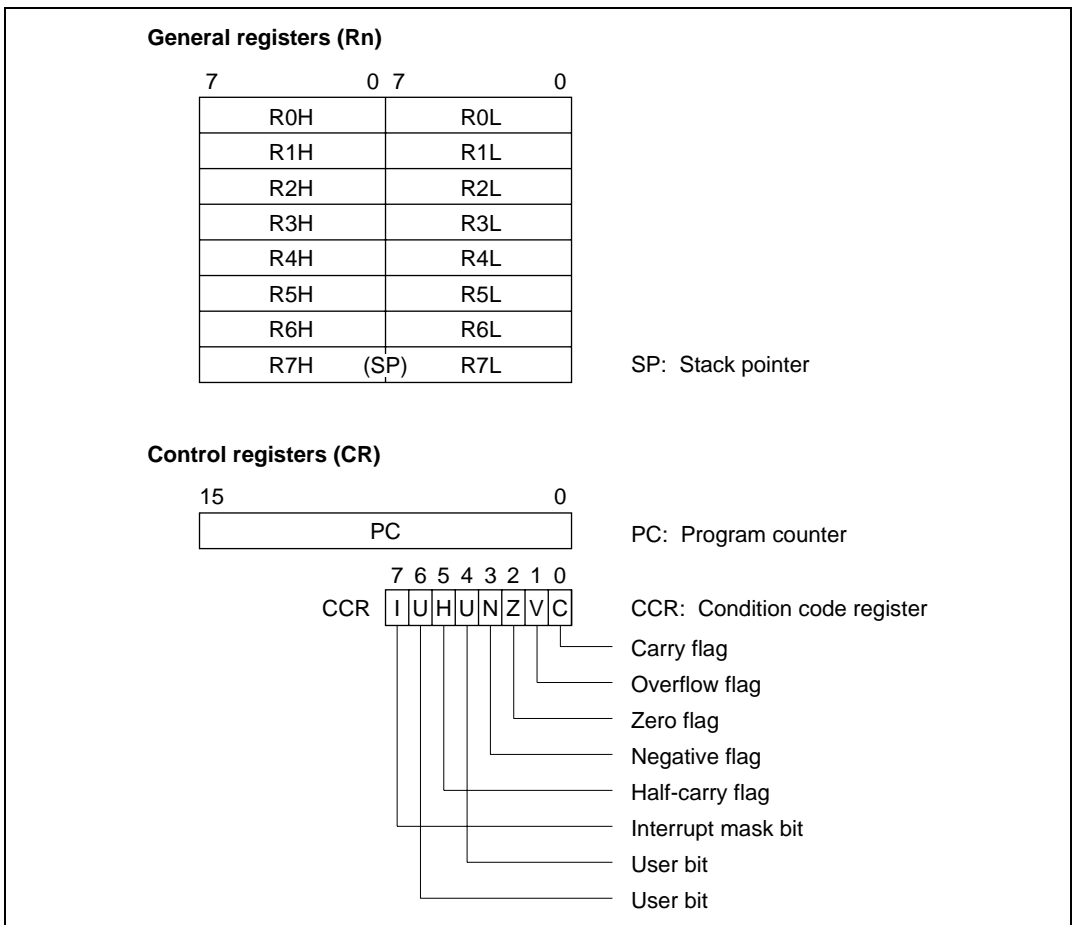 General registers (Rn)
7 0 7 0
R0H R0L
R1H R1L
R2H R2L
R3H R3L
R4H R4L
R5H R5L
R6H R6L
R7H (SP) R7L SP: Stack pointer
Control registers (CR)
15 0
PC PC: Program counter
7 6 5 4 3 2 1 0
CCR I U H U N Z V C CCR: Condition code register
Carry flag
Overflow flag
Zero flag
Negative flag
Half-carry flag
Interrupt mask bit
User bit
User bit